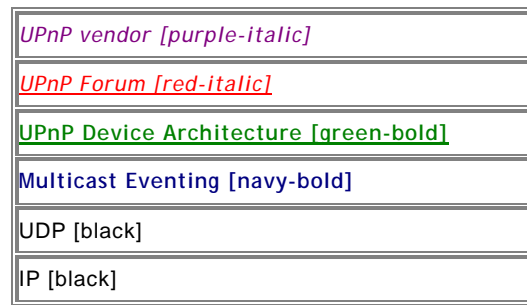 UPnP vendor [purple-italic]
UPnP Forum [red-italic]
UPnP Device Architecture [green-bold]
Multicast Eventing [navy-bold]
UDP [black]
IP [black]